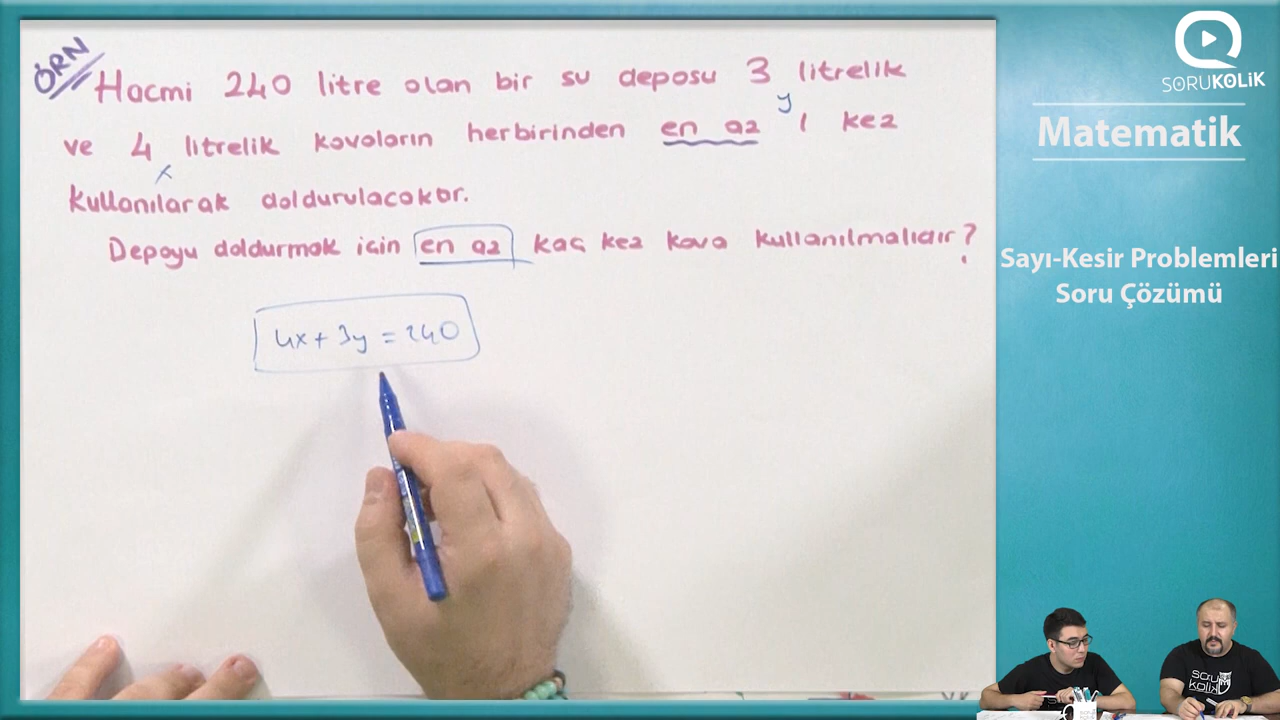 ÖRN
Hacmi 240 litre olan bir su deposu 3 litrelik
y
ve 4 litrelik kovaların herbirinden en az 1 kez
x
kullanılarak doldurulacaktır.
Depoyu doldurmak için en az kaç kez kova kullanılmalıdır?
4x + 3y = 240
SORUKOLİK
Matematik
Sayı-Kesir Problemleri
Soru Çözümü
soru
kolik